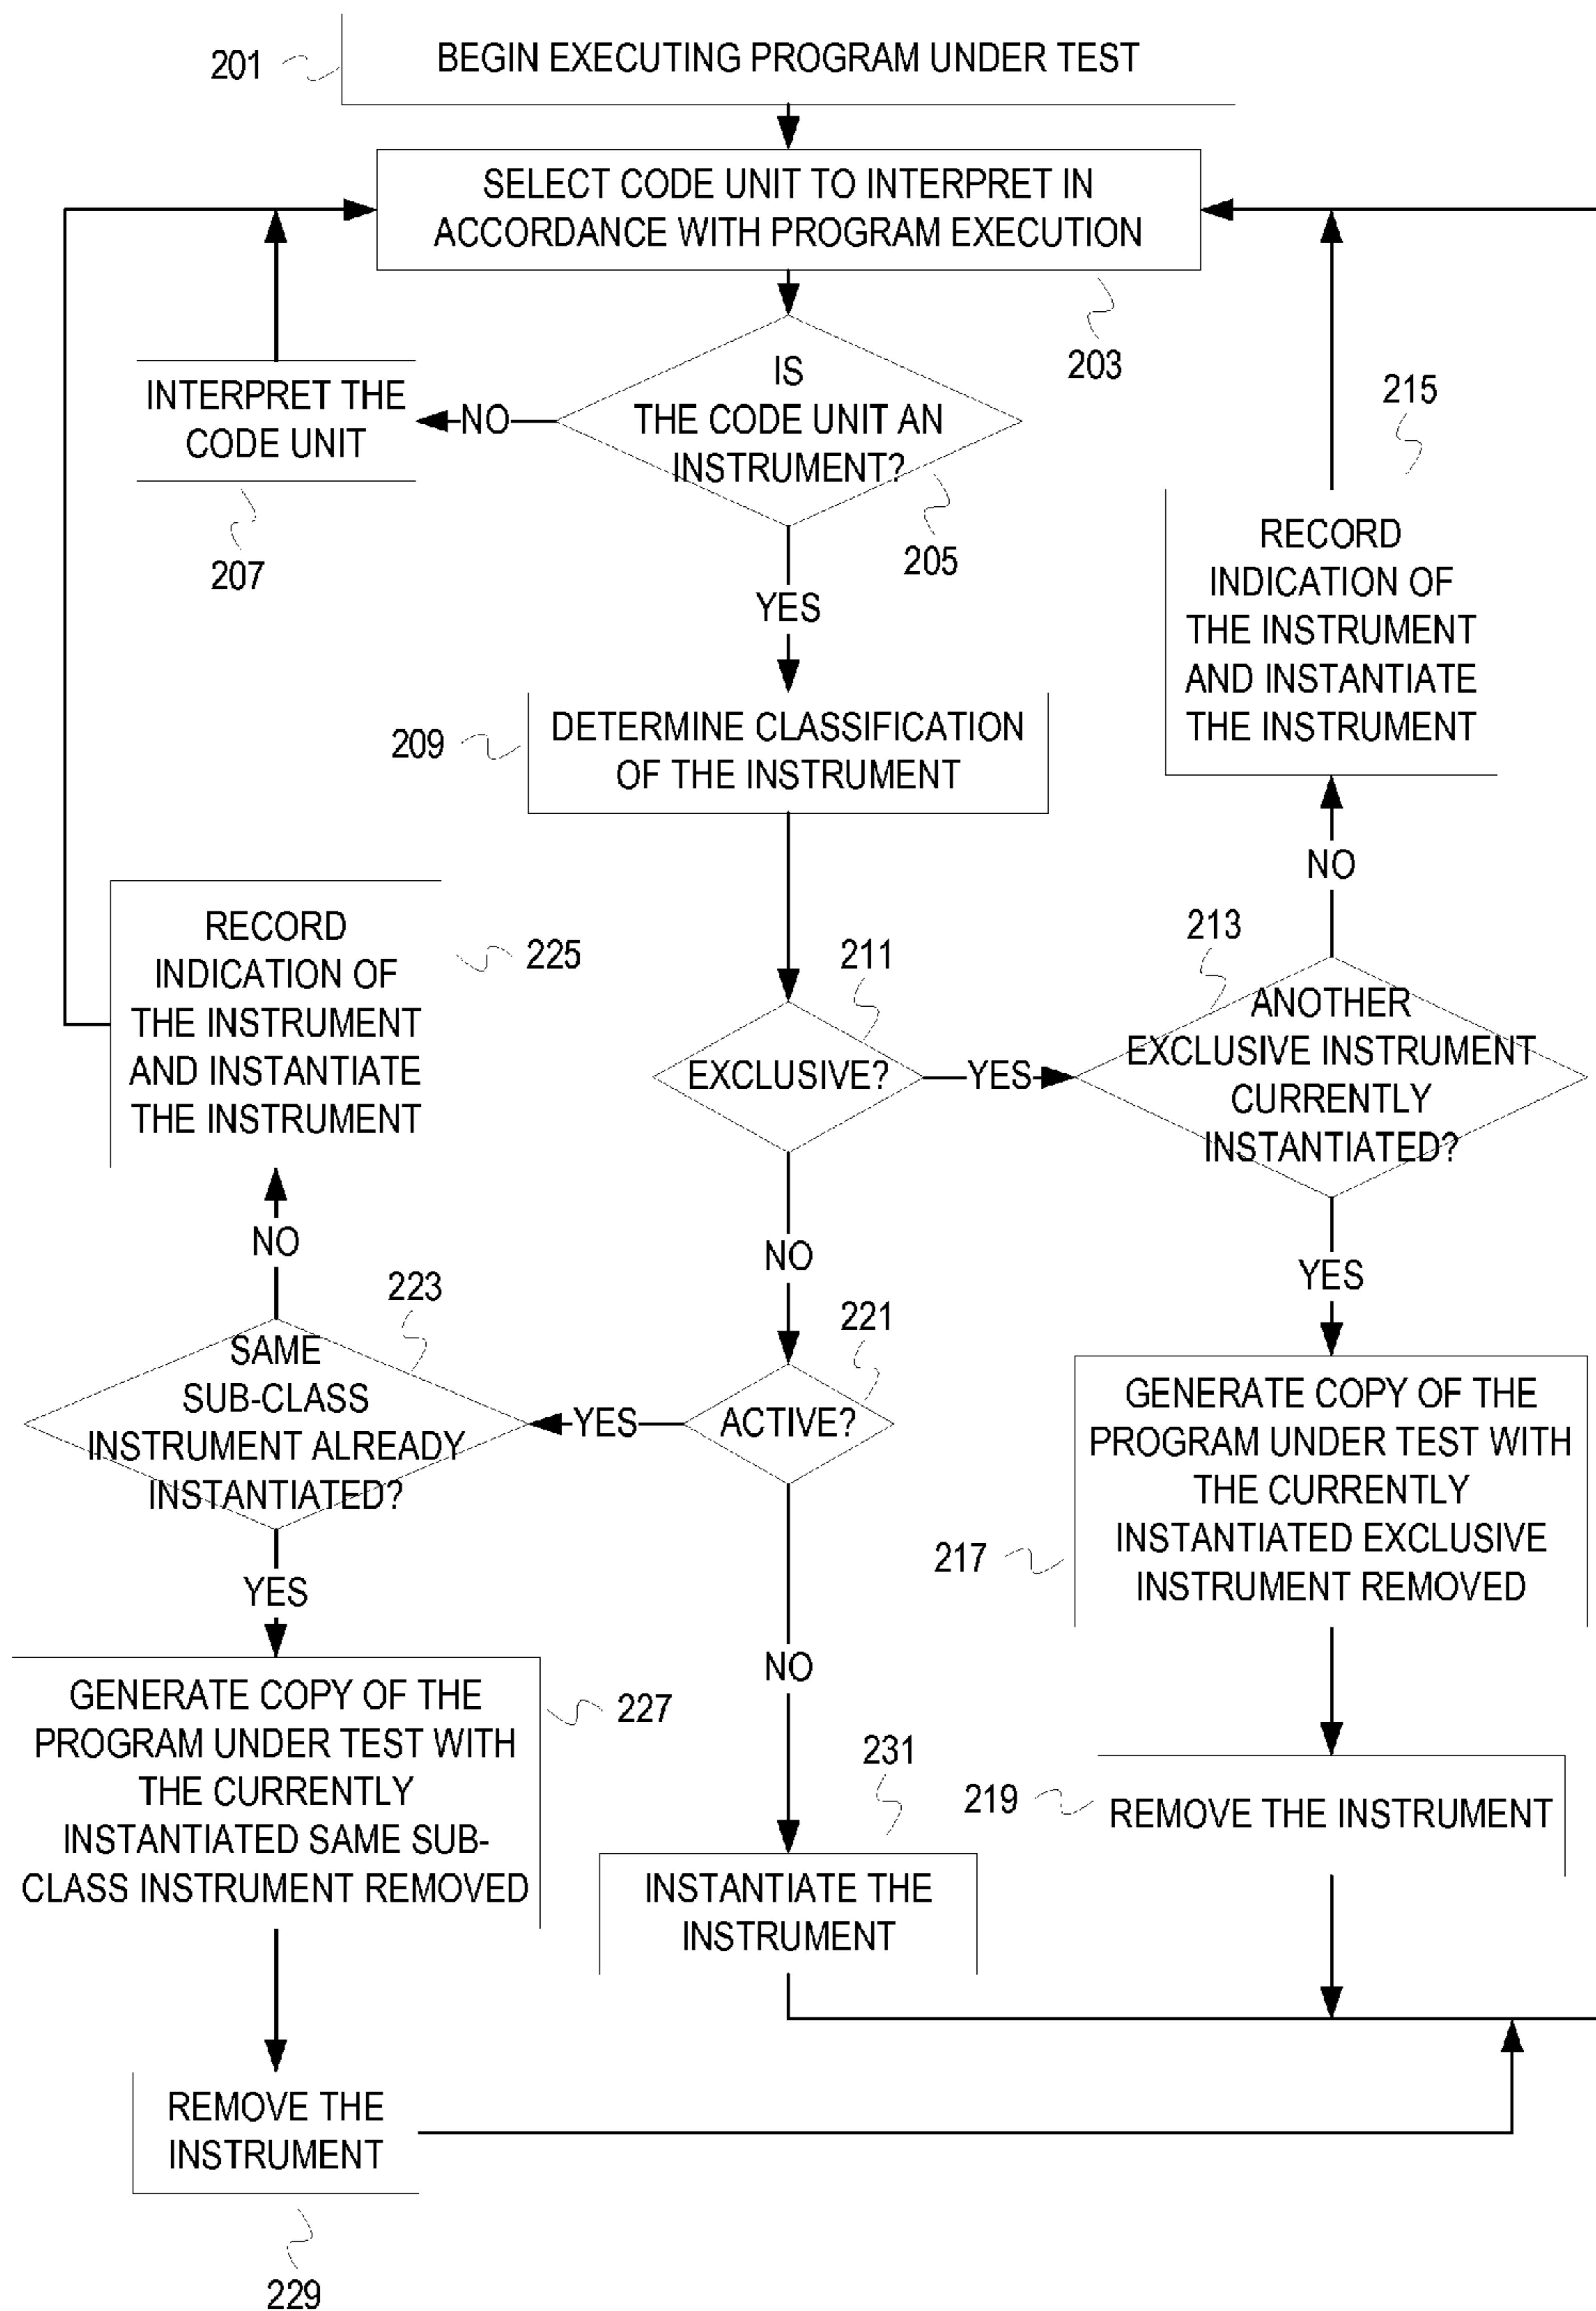 201
BEGIN EXECUTING PROGRAM UNDER TEST
SELECT CODE UNIT TO INTERPRET IN
ACCORDANCE WITH PROGRAM EXECUTION
203
IS
THE CODE UNIT AN
INSTRUMENT?
205
NO
INTERPRET THE
CODE UNIT
207
YES
215
RECORD
INDICATION OF
THE INSTRUMENT
AND INSTANTIATE
THE INSTRUMENT
209
DETERMINE CLASSIFICATION
OF THE INSTRUMENT
NO
RECORD
INDICATION OF
THE INSTRUMENT
AND INSTANTIATE
THE INSTRUMENT
225
211
EXCLUSIVE?
YES
213
ANOTHER
EXCLUSIVE INSTRUMENT
CURRENTLY
INSTANTIATED?
NO
NO
YES
223
SAME
SUB-CLASS
INSTRUMENT ALREADY
INSTANTIATED?
YES
221
ACTIVE?
GENERATE COPY OF THE
PROGRAM UNDER TEST WITH
THE CURRENTLY
INSTANTIATED EXCLUSIVE
INSTRUMENT REMOVED
217
YES
NO
GENERATE COPY OF THE
PROGRAM UNDER TEST WITH
THE CURRENTLY
INSTANTIATED SAME SUB-
CLASS INSTRUMENT REMOVED
227
231
INSTANTIATE THE
INSTRUMENT
219
REMOVE THE INSTRUMENT
REMOVE THE
INSTRUMENT
229